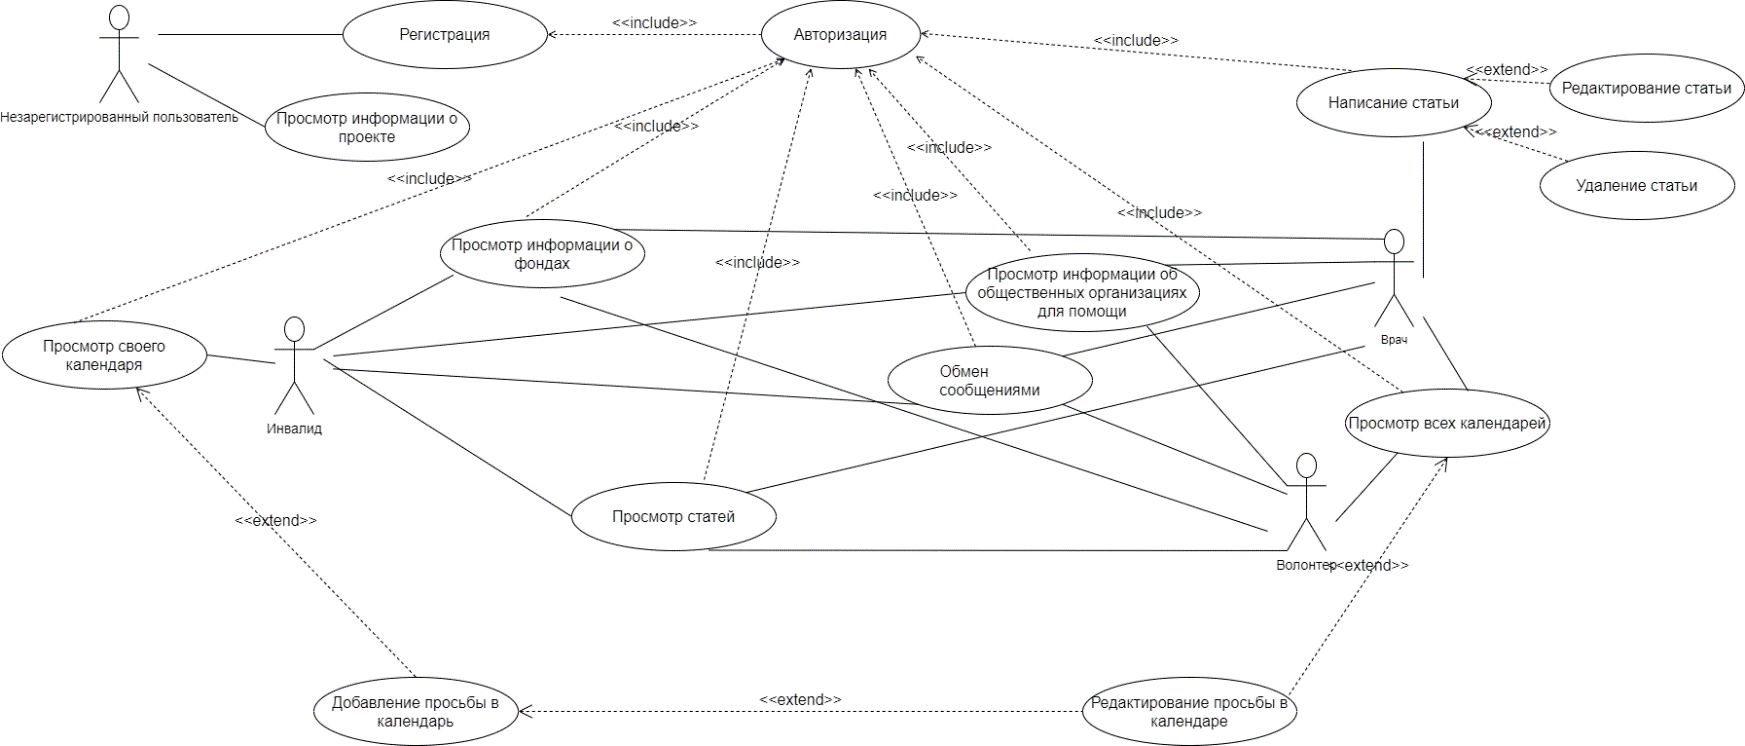 <<include>>
Регистрация
Авторизация
<<include>>
<<extend>>
Редактирование статьи
Написание статьи
Незарегистрированный пользователь
Просмотр информации о
проекте
<<include>>
<<extend>>
<<include>>
<<include>>
Удаление статьи
<<include>>
<<include>>
Просмотр информации о
фондах
<<include>>
Просмотр информации об
общественных организациях
для помощи
Врач
Просмотр своего
календаря
Обмен
сообщениями
Инвалид
Просмотр всех календарей
Просмотр статей
<<extend>>
Волонтер
<<extend>>
Добавление просьбы в
календарь
<<extend>>
Редактирование просьбы в
календаре